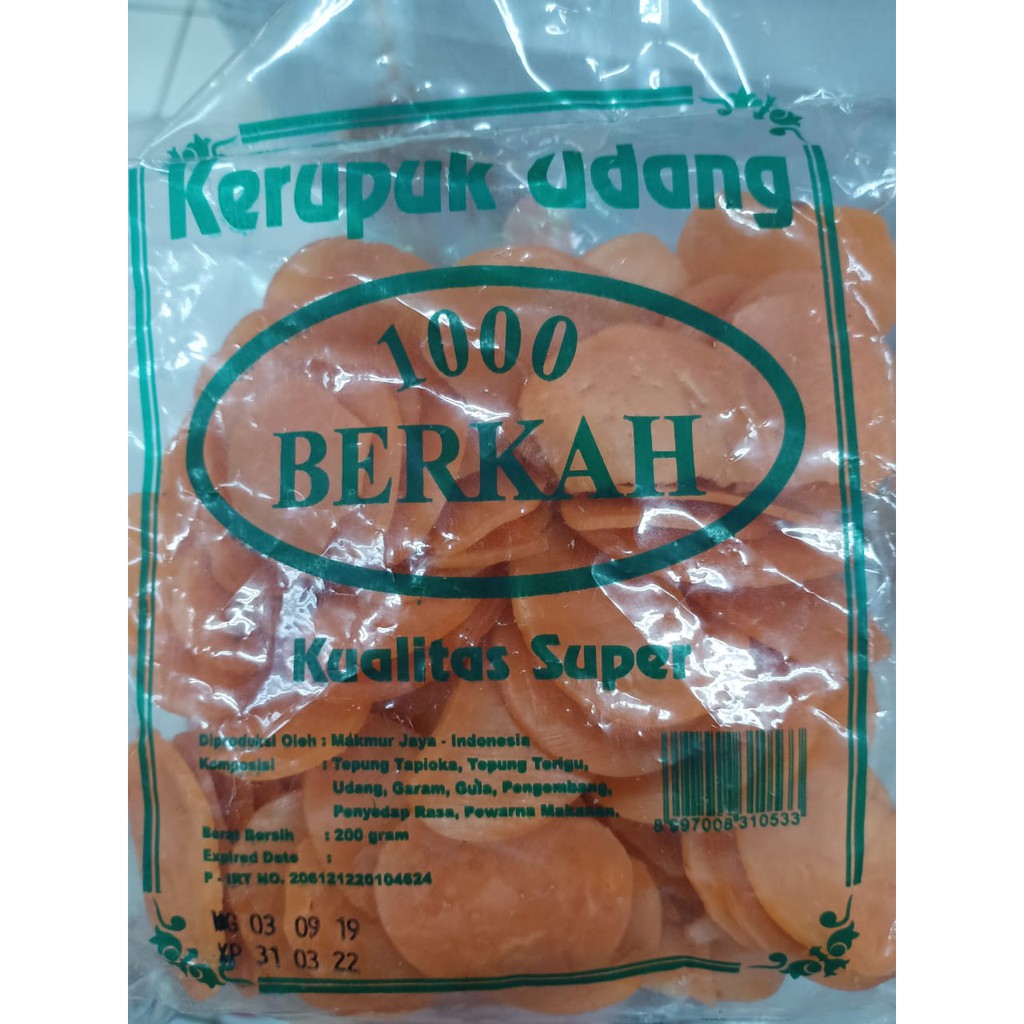 Kerupuk Udang
1000
BERKAH
Kualitas Super
Diproduksi Oleh : Makmur Jaya - Indonesia
Komposisi : Tepung Tapioka, Tepung Terigu,
Udang, Garam, Gula, Pengembang,
Penyedap Rasa, Pewarna Makanan.
Berat Bersih : 200 gram
Expired Date :
P - IRT NO. 206121220104624
8 997008 310533
03 09 19
XP 31 03 22